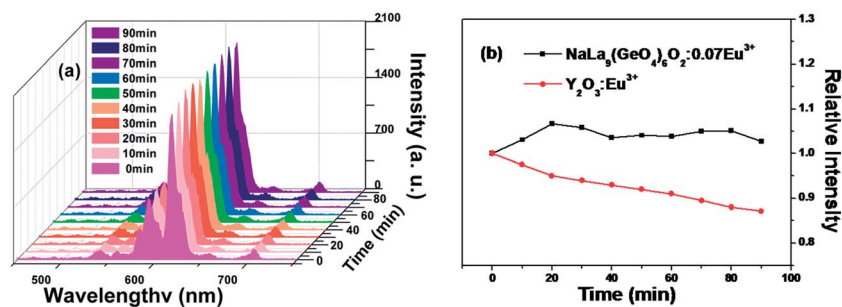 (a)
90min
80min
70min
60min
50min
40min
30min
20min
10min
0min
2100
1400
700
0
Intensity (a. u.)
80
60
40
20
0
Time (min)
500
600
700
Wavelengthv (nm)
(b)
NaLa₉(GeO₄)₆O₂:0.07Eu³⁺
Y₂O₃:Eu³⁺
1.3
1.2
1.1
1.0
0.9
0.8
Relative Intensity
0
20
40
60
80
100
Time (min)